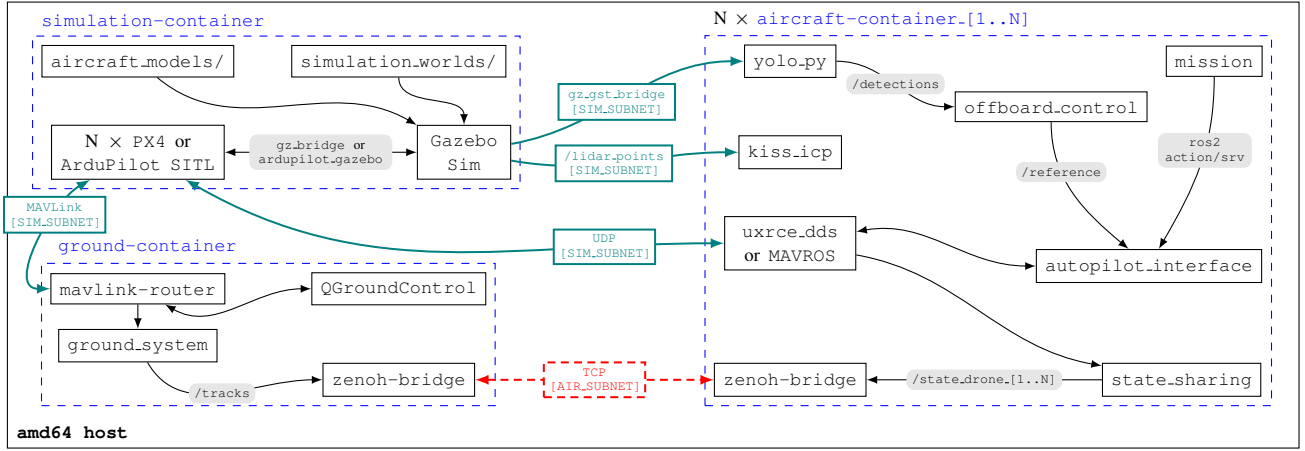 simulation-container
aircraft_models/
simulation_worlds/
N × PX4 or
ArduPilot SITL
gz_bridge or
ardupilot_gazebo
Gazebo
Sim
MAVLink
[SIM_SUBNET]
ground-container
mavlink-router
QGroundControl
ground_system
/tracks
zenoh-bridge
gz_gst_bridge
[SIM_SUBNET]
/lidar_points
[SIM_SUBNET]
UDP
[SIM_SUBNET]
TCP
[AIR_SUBNET]
N × aircraft-container_[1..N]
yolo_py
/detections
offboard_control
mission
kiss_icp
/reference
ros2
action/srv
uxrce_dds
or MAVROS
autopilot_interface
zenoh-bridge
/state_drone_[1..N]
state_sharing
amd64 host